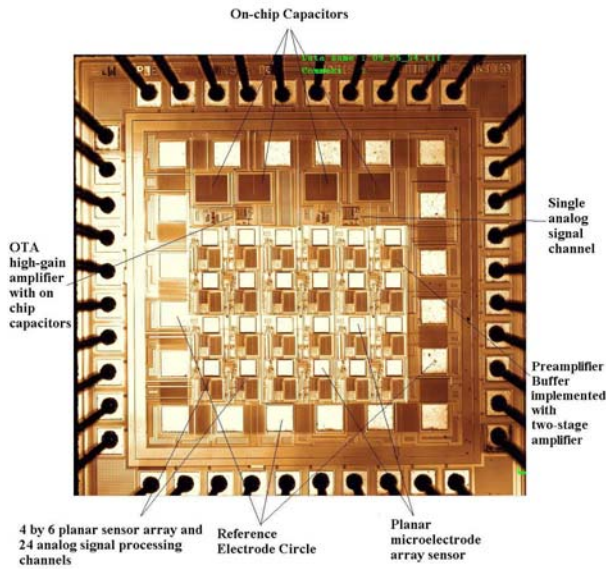 On-chip Capacitors
OTA
high-gain
amplifier
with on
chip
capacitors
Single
analog
signal
channel
Preamplifier
Buffer
implemented
with
two-stage
amplifier
4 by 6 planar sensor array and
24 analog signal processing
channels
Reference
Electrode Circle
Planar
microelectrode
array sensor